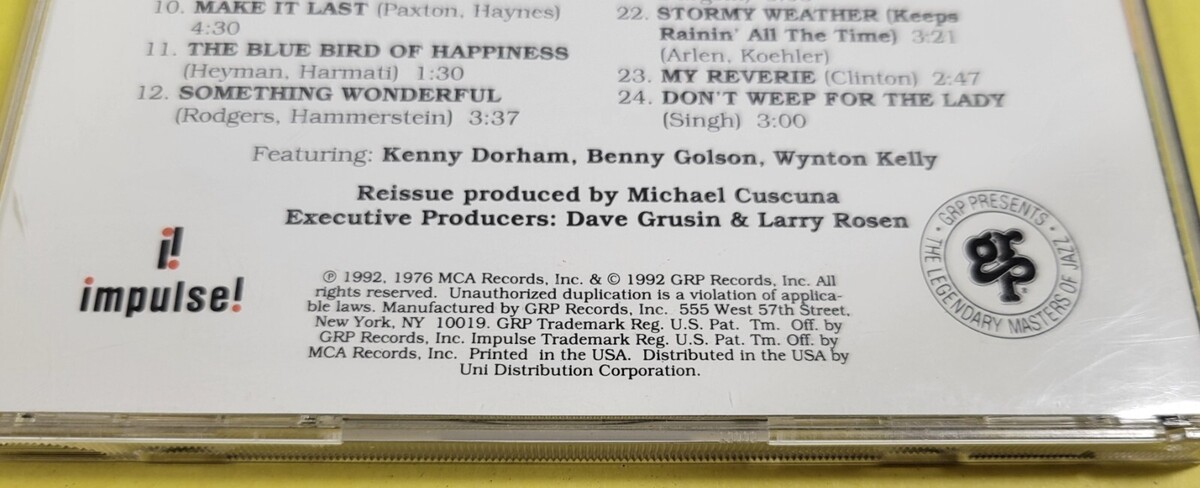 10. MAKE IT LAST (Paxton, Haynes)
4:30
11. THE BLUE BIRD OF HAPPINESS
(Heyman, Harmati) 1:30
12. SOMETHING WONDERFUL
(Rodgers, Hammerstein) 3:37
22. STORMY WEATHER (Keeps
Rainin' All The Time) 3:21
(Arlen, Koehler)
23. MY REVERIE (Clinton) 2:47
24. DON'T WEEP FOR THE LADY
(Singh) 3:00
Featuring: Kenny Dorham, Benny Golson, Wynton Kelly
Reissue produced by Michael Cuscuna
Executive Producers: Dave Grusin & Larry Rosen
i!
impulse!
℗ 1992, 1976 MCA Records, Inc. & © 1992 GRP Records, Inc. All
rights reserved. Unauthorized duplication is a violation of applica-
ble laws. Manufactured by GRP Records, Inc. 555 West 57th Street,
New York, NY 10019. GRP Trademark Reg. U.S. Pat. Tm. Off. by
GRP Records, Inc. Impulse Trademark Reg. U.S. Pat. Tm. Off. by
MCA Records, Inc. Printed in the USA. Distributed in the USA by
Uni Distribution Corporation.
• GRP PRESENTS •
THE LEGENDARY MASTERS OF JAZZ
grp